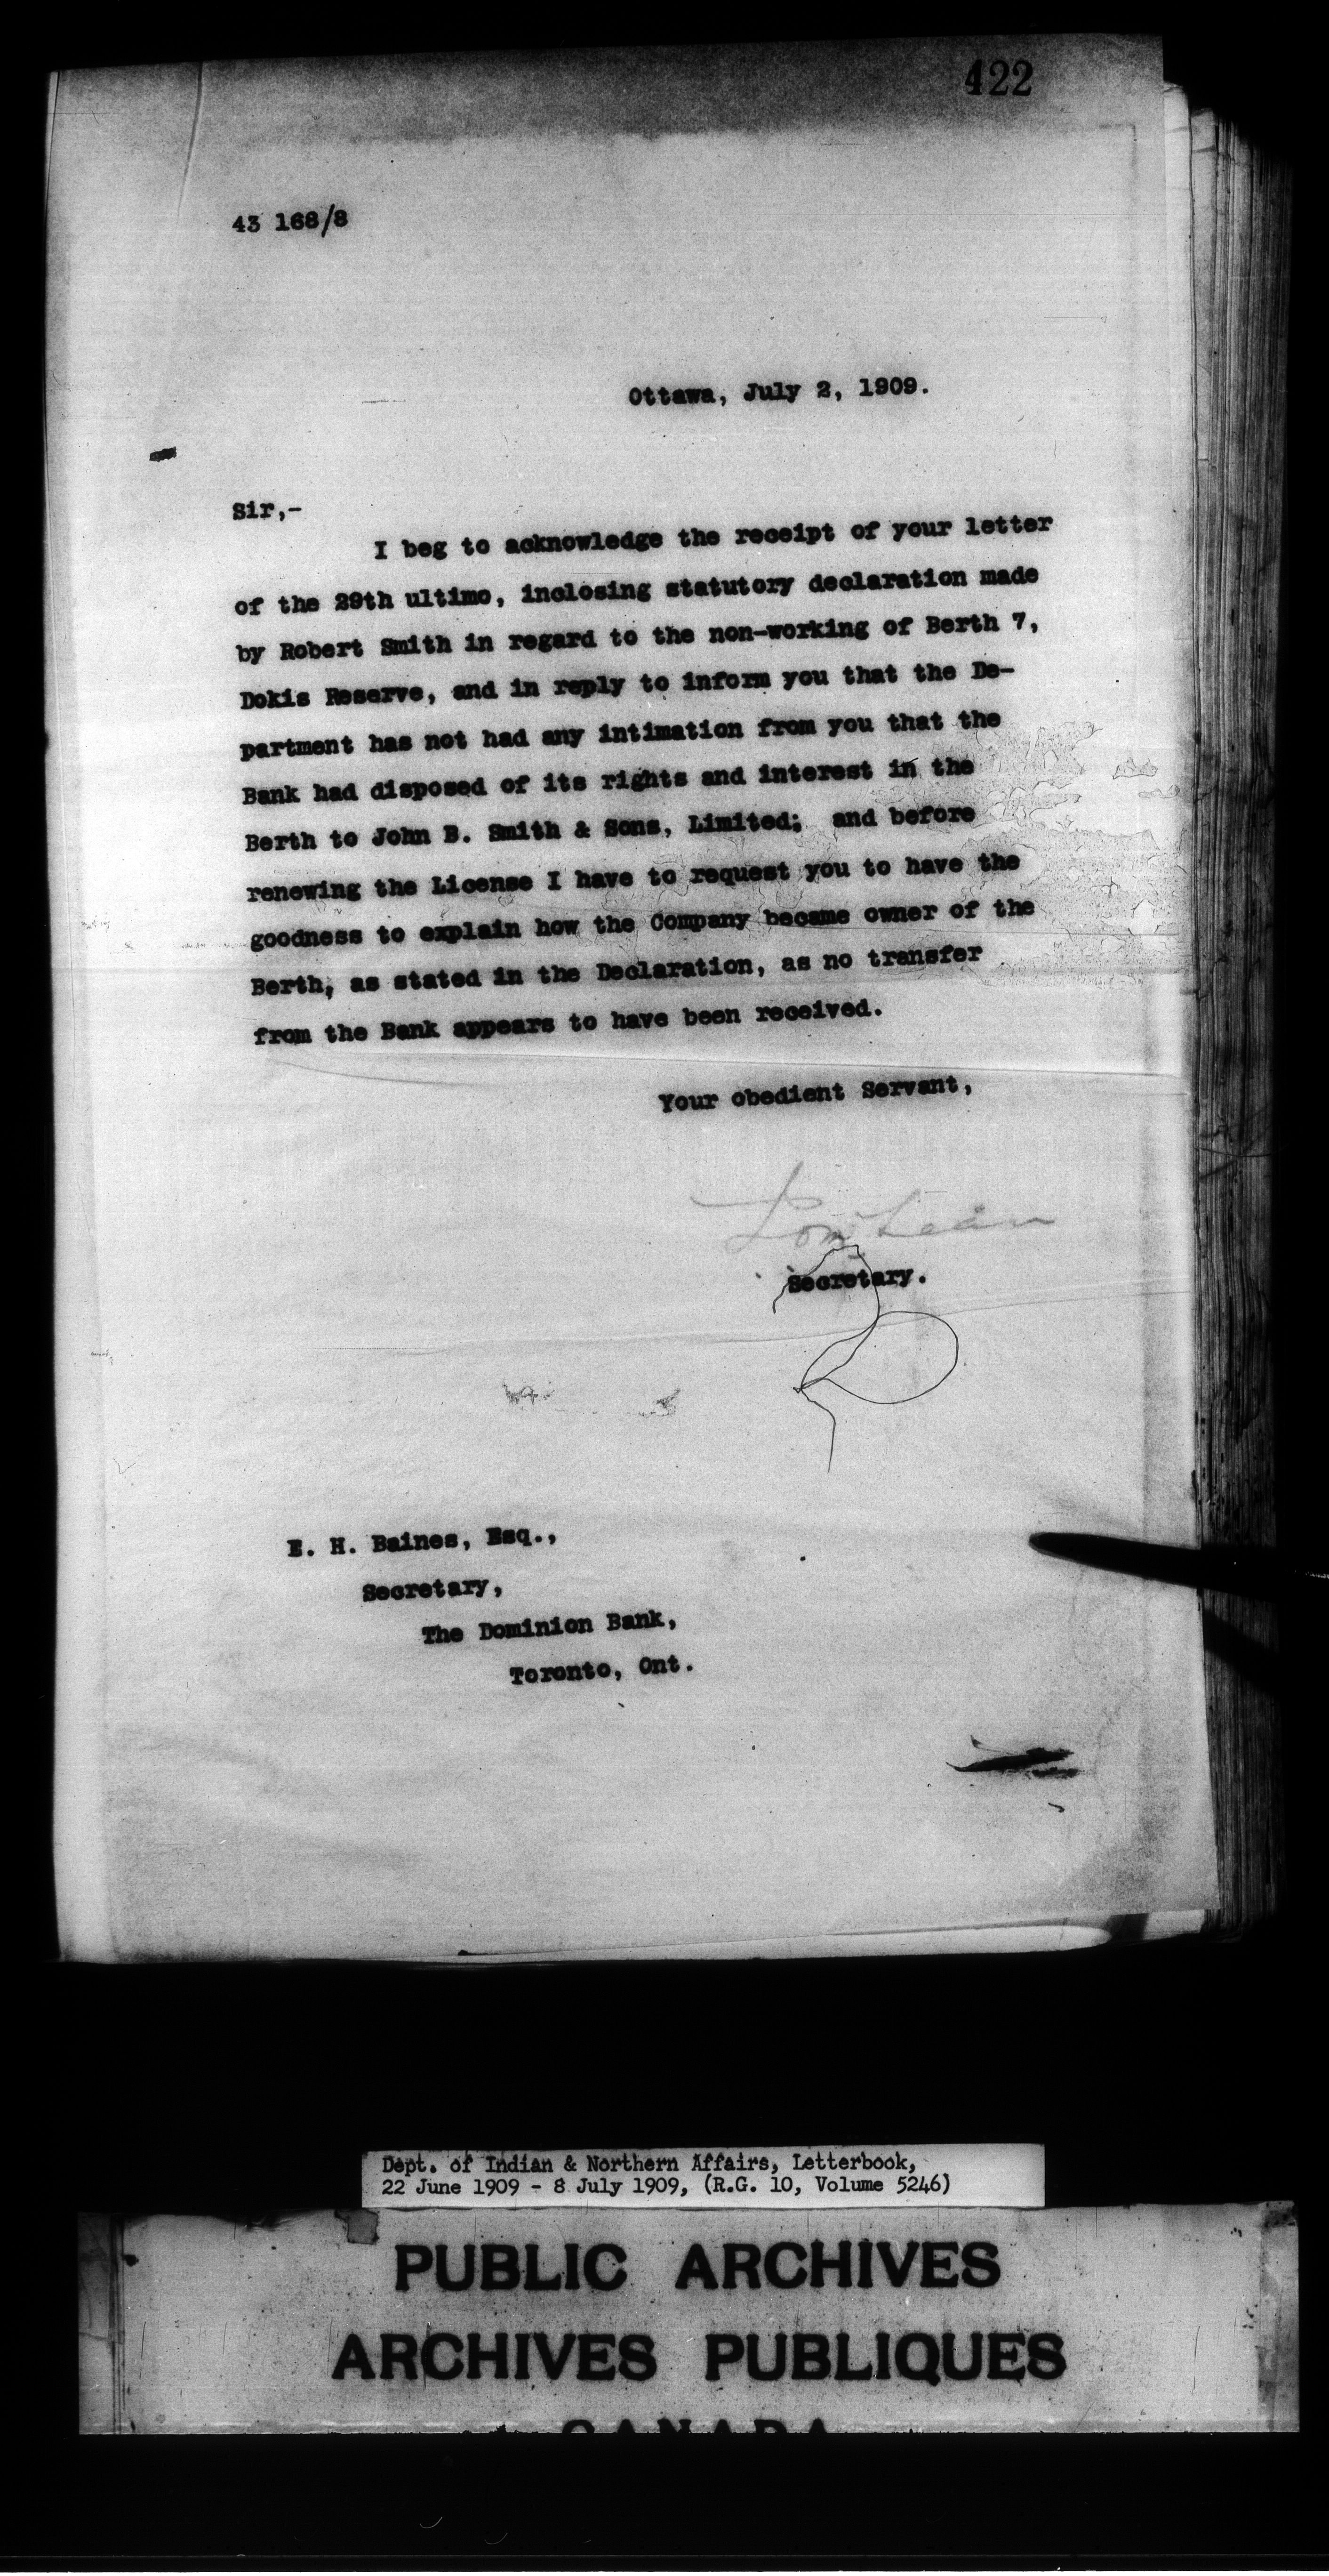 422
43 168/8
Ottawa, July 2, 1909.
Sir,-
I beg to acknowledge the receipt of your letter
of the 29th ultimo, inclosing statutory declaration made
by Robert Smith in regard to the non-working of Berth 7,
Dokis Reserve, and in reply to inform you that the De-
partment has not had any intimation from you that the
Bank had disposed of its rights and interest in the
Berth to John B. Smith & Sons, Limited; and before
renewing the License I have to request you to have the
goodness to explain how the Company became owner of the
Berth, as stated in the Declaration, as no transfer
from the Bank appears to have been received.
Your obedient Servant,
Secretary.
E. H. Baines, Esq.,
Secretary,
The Dominion Bank,
Toronto, Ont.
Dept. of Indian & Northern Affairs, Letterbook,
22 June 1909 - 8 July 1909, (R.G. 10, Volume 5246)
PUBLIC ARCHIVES
ARCHIVES PUBLIQUES
CANADA